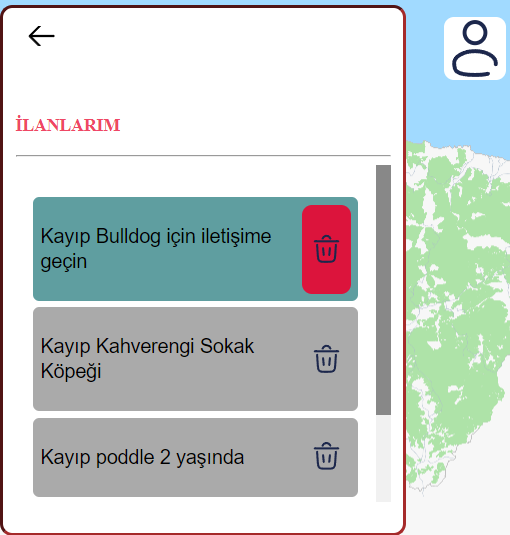 İLANLARIM
Kayıp Bulldog için iletişime
geçin
Kayıp Kahverengi Sokak
Köpeği
Kayıp poddle 2 yaşında